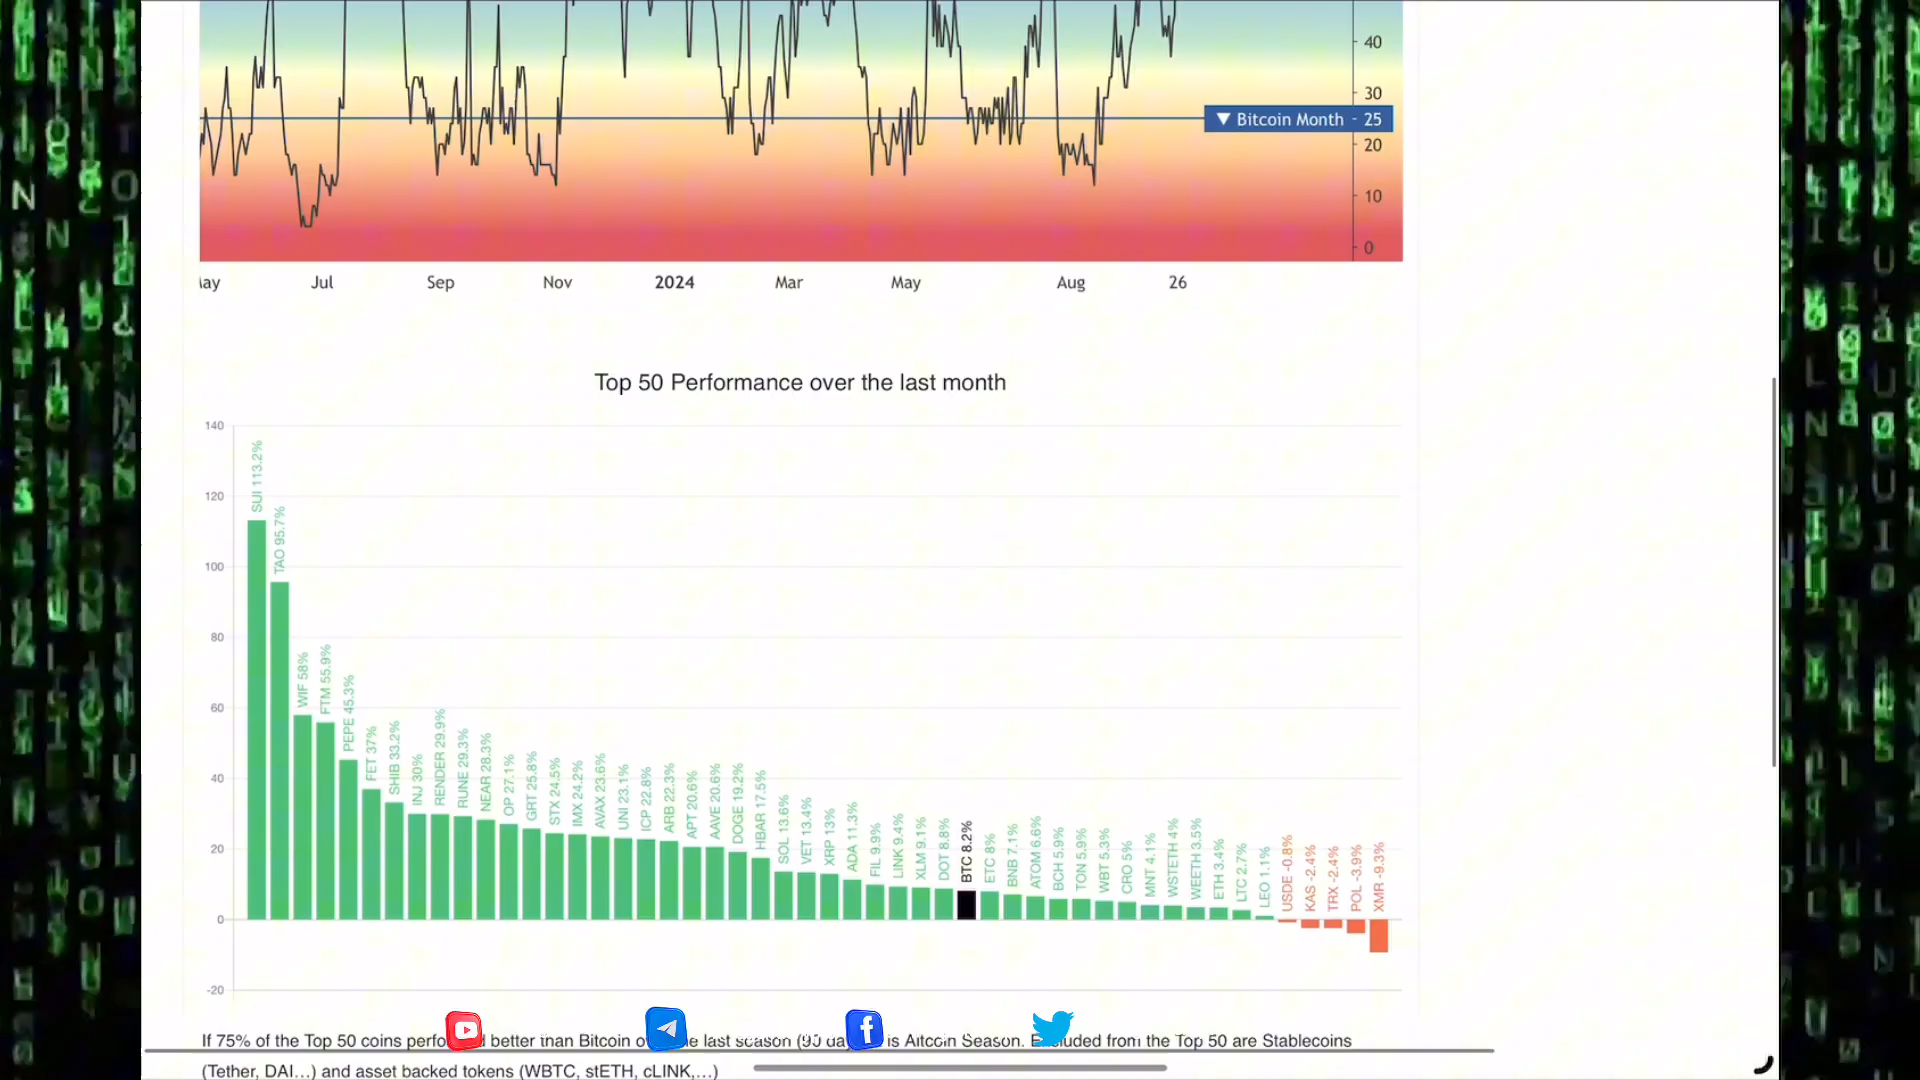 40
30
▼ Bitcoin Month - 25
20
10
0
Jul Sep Nov 2024 Mar May Aug 26
Top 50 Performance over the last month
140
120
100
80
60
40
20
0
-20
SUI 113.2%
TAO 95.7%
WIF 58%
FTM 55.9%
PEPE 45.3%
FET 37%
SHIB 33.2%
INJ 30%
RENDER 29.9%
RUNE 29.3%
NEAR 28.3%
OP 27.1%
GRT 25.8%
STX 24.5%
IMX 24.2%
AVAX 23.6%
UNI 23.1%
ICP 22.8%
ARB 22.3%
APT 20.6%
AAVE 20.6%
DOGE 19.2%
HBAR 17.5%
SOL 13.6%
VET 13.4%
XRP 13%
ADA 11.3%
FIL 9.9%
LINK 9.4%
XLM 9.1%
DOT 8.8%
BTC 8.2%
ETC 8%
BNB 7.1%
ATOM 6.6%
BCH 5.9%
TON 5.9%
WBT 5.3%
CRO 5%
MNT 4.1%
WSTETH 4%
WEETH 3.5%
ETH 3.4%
LTC 2.7%
LEO 1.1%
USDE -0.8%
KAS -2.4%
TRX -2.4%
POL -3.9%
XMR -9.3%
If 75% of the Top 50 coins better than Bitcoin last season (90 is Altcoin Season. from the Top 50 are Stablecoins
(Tether, DAI...) and asset backed tokens (WBTC, stETH, cLINK,...)